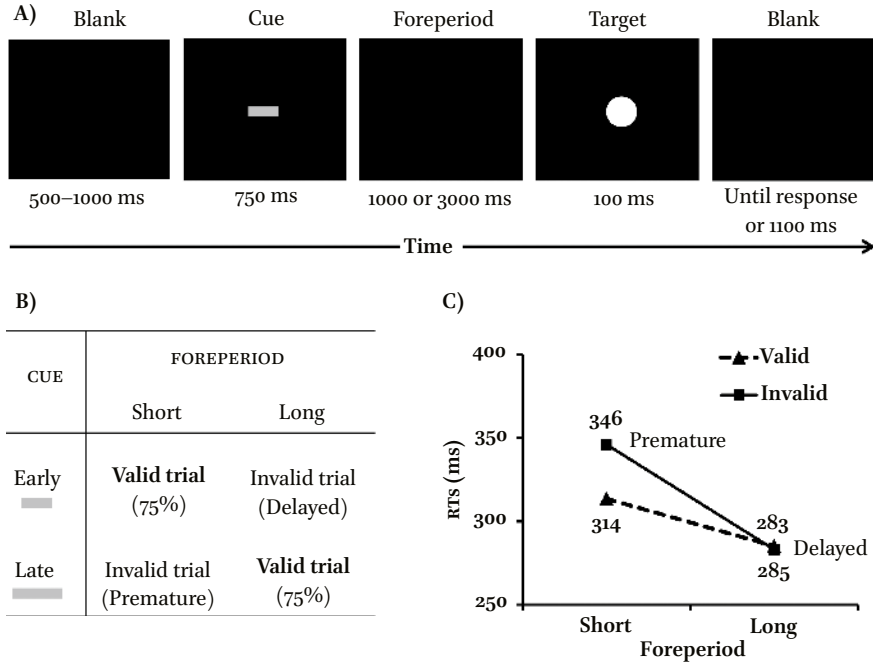 A)
Blank Cue Foreperiod Target Blank
500–1000 ms 750 ms 1000 or 3000 ms 100 ms Until response
or 1100 ms
Time
B)
CUE FOREPERIOD
Short Long
Early Valid trial Invalid trial
(75%) (Delayed)
Late Invalid trial Valid trial
(Premature) (75%)
C)
400
Valid
Invalid
346
350
Premature
RTs (ms)
300
314
283
Delayed
285
250
Short Long
Foreperiod